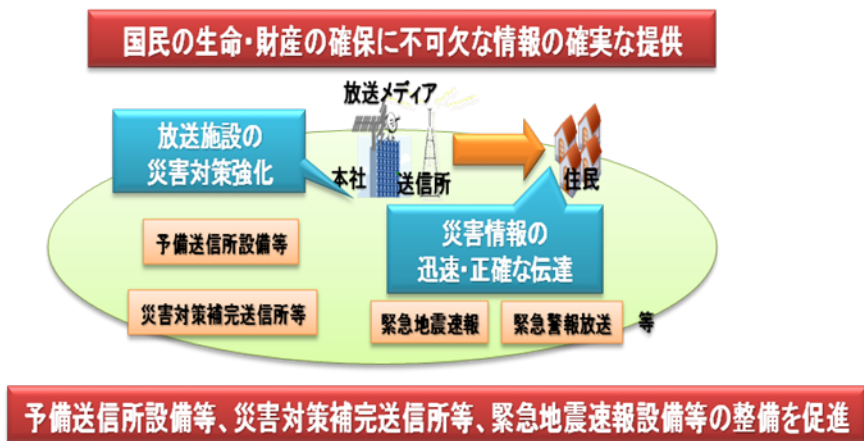 国民の生命・財産の確保に不可欠な情報の確実な提供
放送メディア
放送施設の
災害対策強化
本社
送信所
住民
災害情報の
迅速・正確な伝達
予備送信所設備等
災害対策補完送信所等
緊急地震速報
緊急警報放送
等
予備送信所設備等、災害対策補完送信所等、緊急地震速報設備等の整備を促進